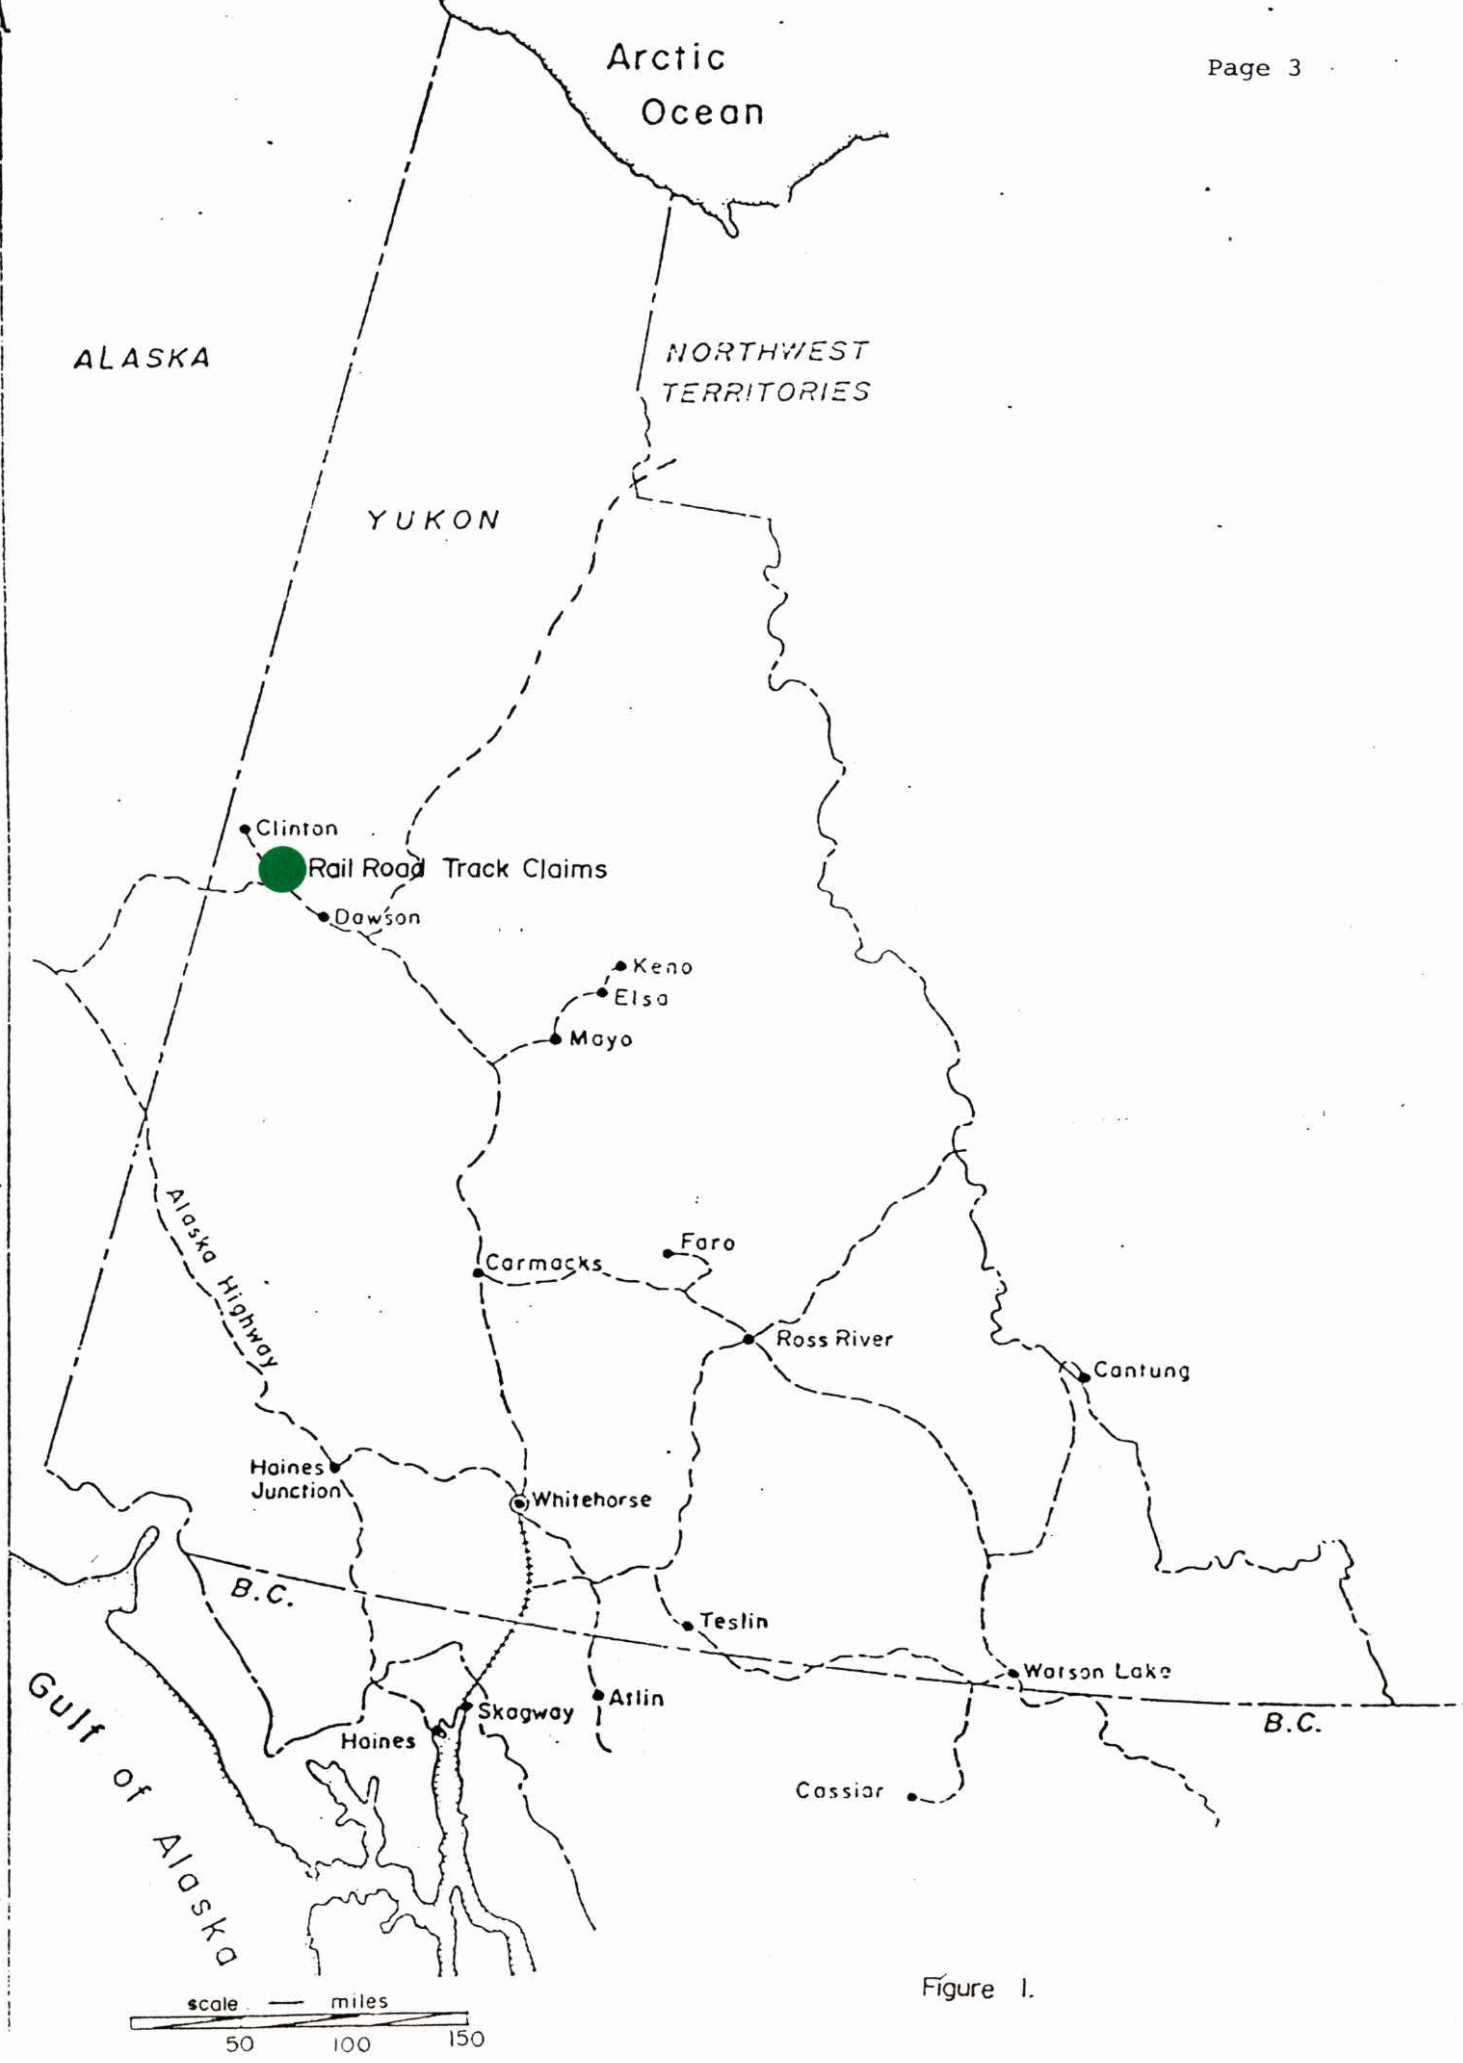 Page 3
Arctic
Ocean
ALASKA
NORTHWEST
TERRITORIES
YUKON
Clinton
Rail Road Track Claims
Dawson
Keno
Elsa
Mayo
Alaska Highway
Faro
Carmacks
Ross River
Cantung
Haines
Junction
Whitehorse
B.C.
Teslin
Watson Lake
Atlin
Skagway
Haines
B.C.
Gulf of Alaska
Cassiar
Figure 1.
scale — miles
50 100 150